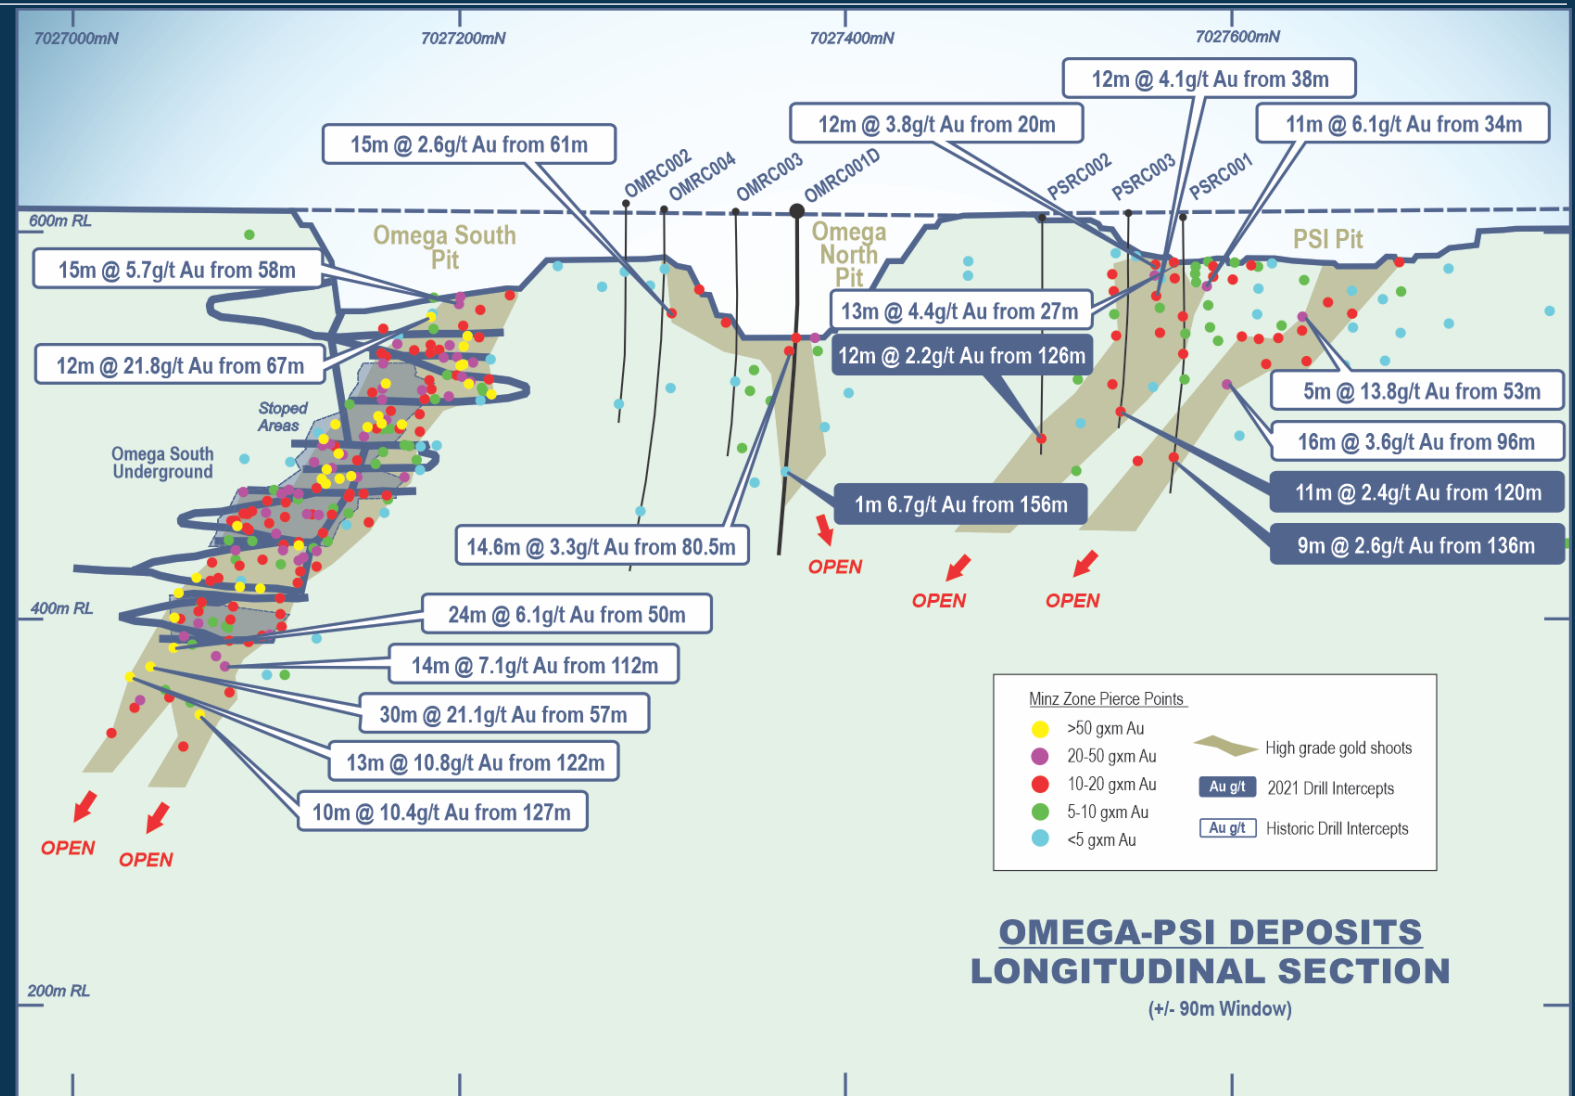 7027000mN
7027200mN
7027400mN
7027600mN
12m @ 4.1g/t Au from 38m
12m @ 3.8g/t Au from 20m
11m @ 6.1g/t Au from 34m
15m @ 2.6g/t Au from 61m
OMRC002
OMRC004
OMRC003
OMRC001D
PSRC002
PSRC003
PSRC001
600m RL
Omega South
Pit
Omega
North
Pit
PSI Pit
15m @ 5.7g/t Au from 58m
13m @ 4.4g/t Au from 27m
12m @ 2.2g/t Au from 126m
12m @ 21.8g/t Au from 67m
5m @ 13.8g/t Au from 53m
Stoped
Areas
16m @ 3.6g/t Au from 96m
Omega South
Underground
11m @ 2.4g/t Au from 120m
1m 6.7g/t Au from 156m
14.6m @ 3.3g/t Au from 80.5m
9m @ 2.6g/t Au from 136m
OPEN
OPEN
OPEN
400m RL
24m @ 6.1g/t Au from 50m
14m @ 7.1g/t Au from 112m
30m @ 21.1g/t Au from 57m
13m @ 10.8g/t Au from 122m
10m @ 10.4g/t Au from 127m
OPEN
OPEN
Minz Zone Pierce Points
>50 gxm Au
20-50 gxm Au
10-20 gxm Au
5-10 gxm Au
<5 gxm Au
High grade gold shoots
Au g/t 2021 Drill Intercepts
Au g/t Historic Drill Intercepts
OMEGA-PSI DEPOSITS
LONGITUDINAL SECTION
(+/- 90m Window)
200m RL